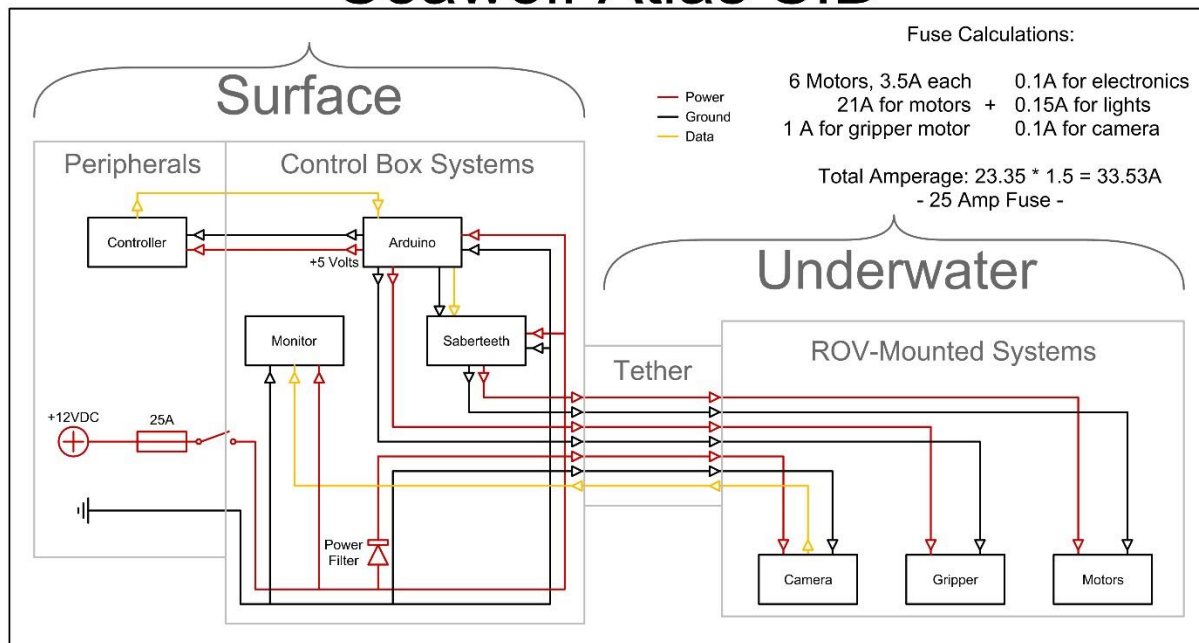 Fuse Calculations:
6 Motors, 3.5A each 0.1A for electronics
21A for motors + 0.15A for lights
1 A for gripper motor 0.1A for camera
Total Amperage: 23.35 * 1.5 = 33.53A
- 25 Amp Fuse -
Surface
Power
Ground
Data
Peripherals
Control Box Systems
Controller
Arduino
+5 Volts
Monitor
Saberteeth
+12VDC
25A
Power
Filter
Underwater
Tether
ROV-Mounted Systems
Camera
Gripper
Motors